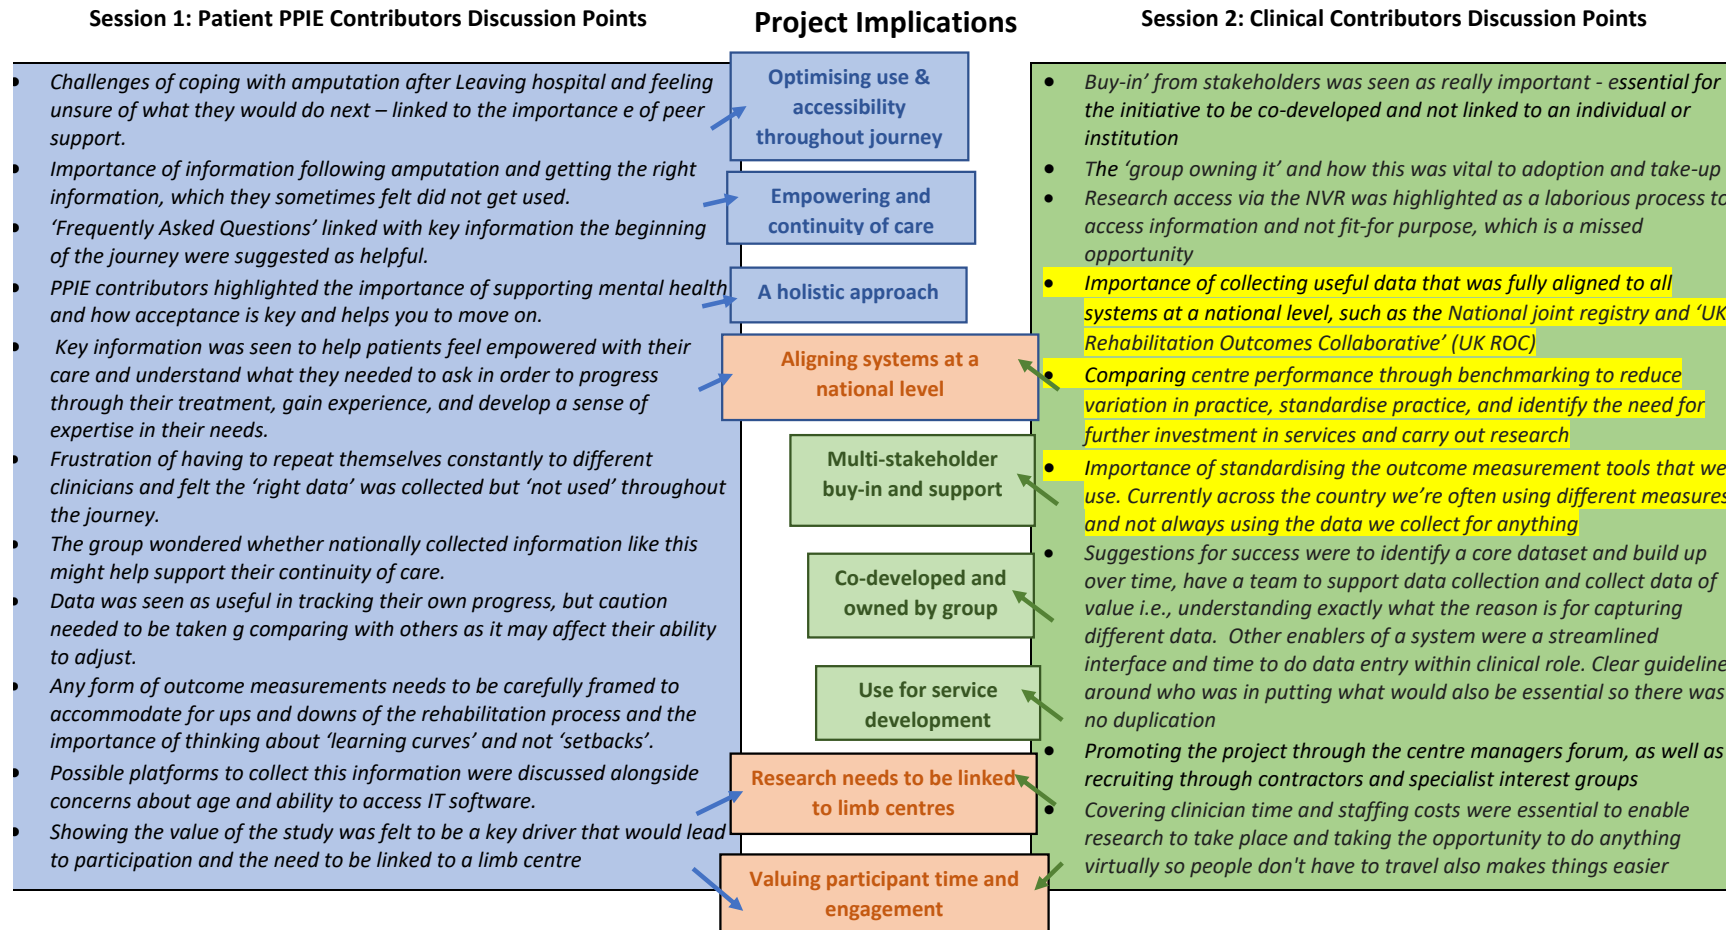 Session 1: Patient PPIE Contributors Discussion Points
• Challenges of coping with amputation after Leaving hospital and feeling
unsure of what they would do next – linked to the importance e of peer
support.
• Importance of information following amputation and getting the right
information, which they sometimes felt did not get used.
• ‘Frequently Asked Questions’ linked with key information the beginning
of the journey were suggested as helpful.
• PPIE contributors highlighted the importance of supporting mental health
and how acceptance is key and helps you to move on.
• Key information was seen to help patients feel empowered with their
care and understand what they needed to ask in order to progress
through their treatment, gain experience, and develop a sense of
expertise in their needs.
• Frustration of having to repeat themselves constantly to different
clinicians and felt the ‘right data’ was collected but ‘not used’ throughout
the journey.
• The group wondered whether nationally collected information like this
might help support their continuity of care.
• Data was seen as useful in tracking their own progress, but caution
needed to be taken g comparing with others as it may affect their ability
to adjust.
• Any form of outcome measurements needs to be carefully framed to
accommodate for ups and downs of the rehabilitation process and the
importance of thinking about ‘learning curves’ and not ‘setbacks’.
• Possible platforms to collect this information were discussed alongside
concerns about age and ability to access IT software.
• Showing the value of the study was felt to be a key driver that would lead
to participation and the need to be linked to a limb centre
Project Implications
Optimising use &
accessibility
throughout journey
Empowering and
continuity of care
A holistic approach
Aligning systems at a
national level
Multi-stakeholder
buy-in and support
Co-developed and
owned by group
Use for service
development
Research needs to be linked
to limb centres
Valuing participant time and
engagement
Session 2: Clinical Contributors Discussion Points
• Buy-in’ from stakeholders was seen as really important - essential for
the initiative to be co-developed and not linked to an individual or
institution
• The ‘group owning it’ and how this was vital to adoption and take-up
• Research access via the NVR was highlighted as a laborious process to
access information and not fit-for purpose, which is a missed
opportunity
• Importance of collecting useful data that was fully aligned to all
systems at a national level, such as the National joint registry and ‘UK
Rehabilitation Outcomes Collaborative’ (UK ROC)
• Comparing centre performance through benchmarking to reduce
variation in practice, standardise practice, and identify the need for
further investment in services and carry out research
• Importance of standardising the outcome measurement tools that we
use. Currently across the country we’re often using different measures
and not always using the data we collect for anything
• Suggestions for success were to identify a core dataset and build up
over time, have a team to support data collection and collect data of
value i.e., understanding exactly what the reason is for capturing
different data. Other enablers of a system were a streamlined
interface and time to do data entry within clinical role. Clear guideline
around who was in putting what would also be essential so there was
no duplication
• Promoting the project through the centre managers forum, as well as
recruiting through contractors and specialist interest groups
• Covering clinician time and staffing costs were essential to enable
research to take place and taking the opportunity to do anything
virtually so people don't have to travel also makes things easier